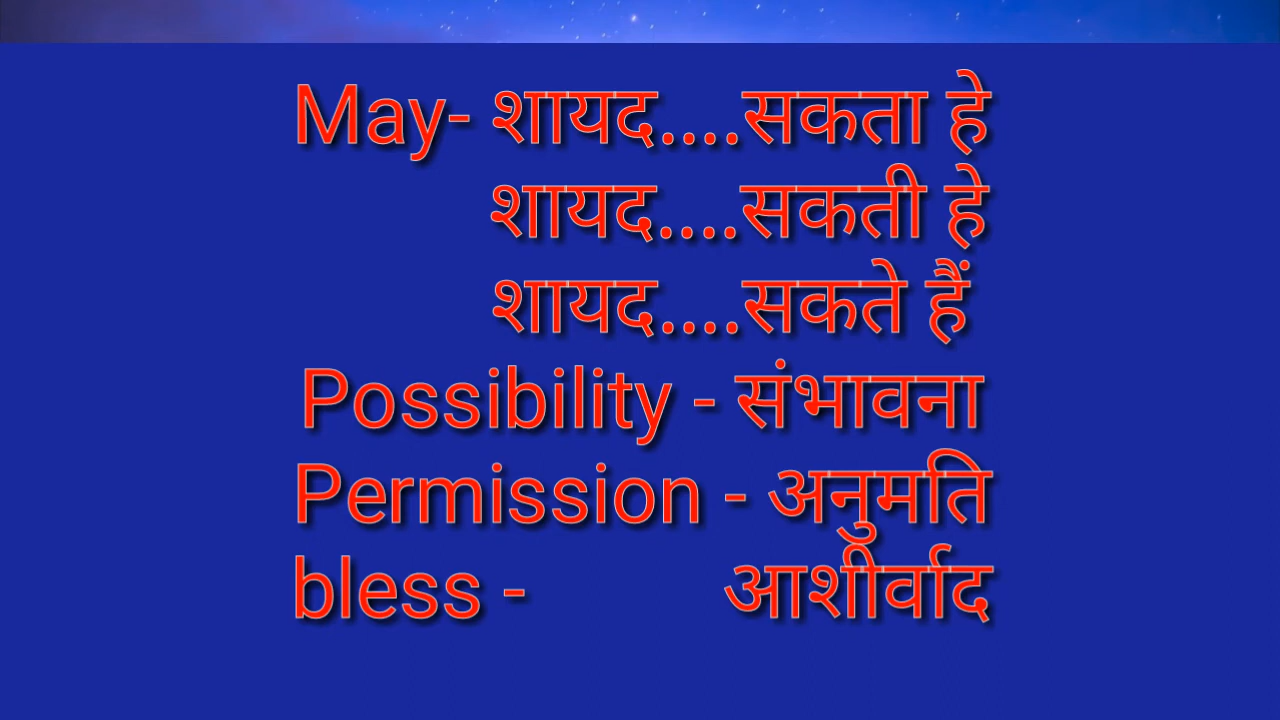 May- शायद....सकता हे
शायद....सकती हे
शायद....सकते हैं
Possibility - संभावना
Permission - अनुमति
bless - आशीर्वाद